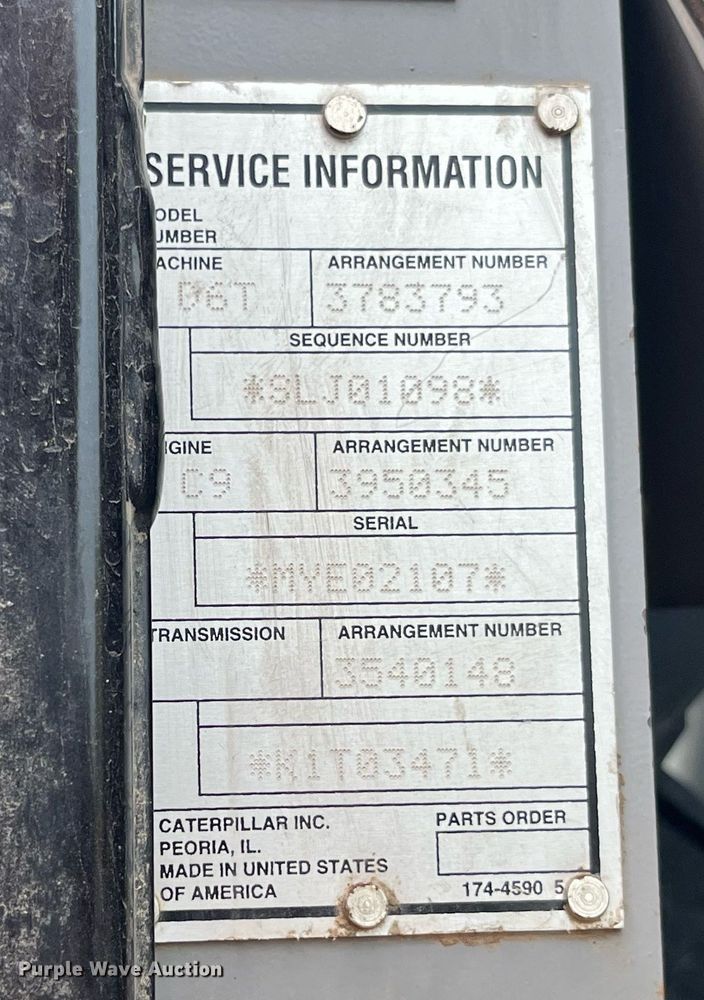 SERVICE INFORMATION
ODEL
UMBER
ACHINE
ARRANGEMENT NUMBER
D6T
3783793
SEQUENCE NUMBER
*SLJ01098*
GINE
ARRANGEMENT NUMBER
C9
3950345
SERIAL
*MYE02107*
TRANSMISSION
ARRANGEMENT NUMBER
3540148
*N1T03471*
CATERPILLAR INC.
PEORIA, IL.
MADE IN UNITED STATES
OF AMERICA
PARTS ORDER
174-4590 5
Purple Wave Auction